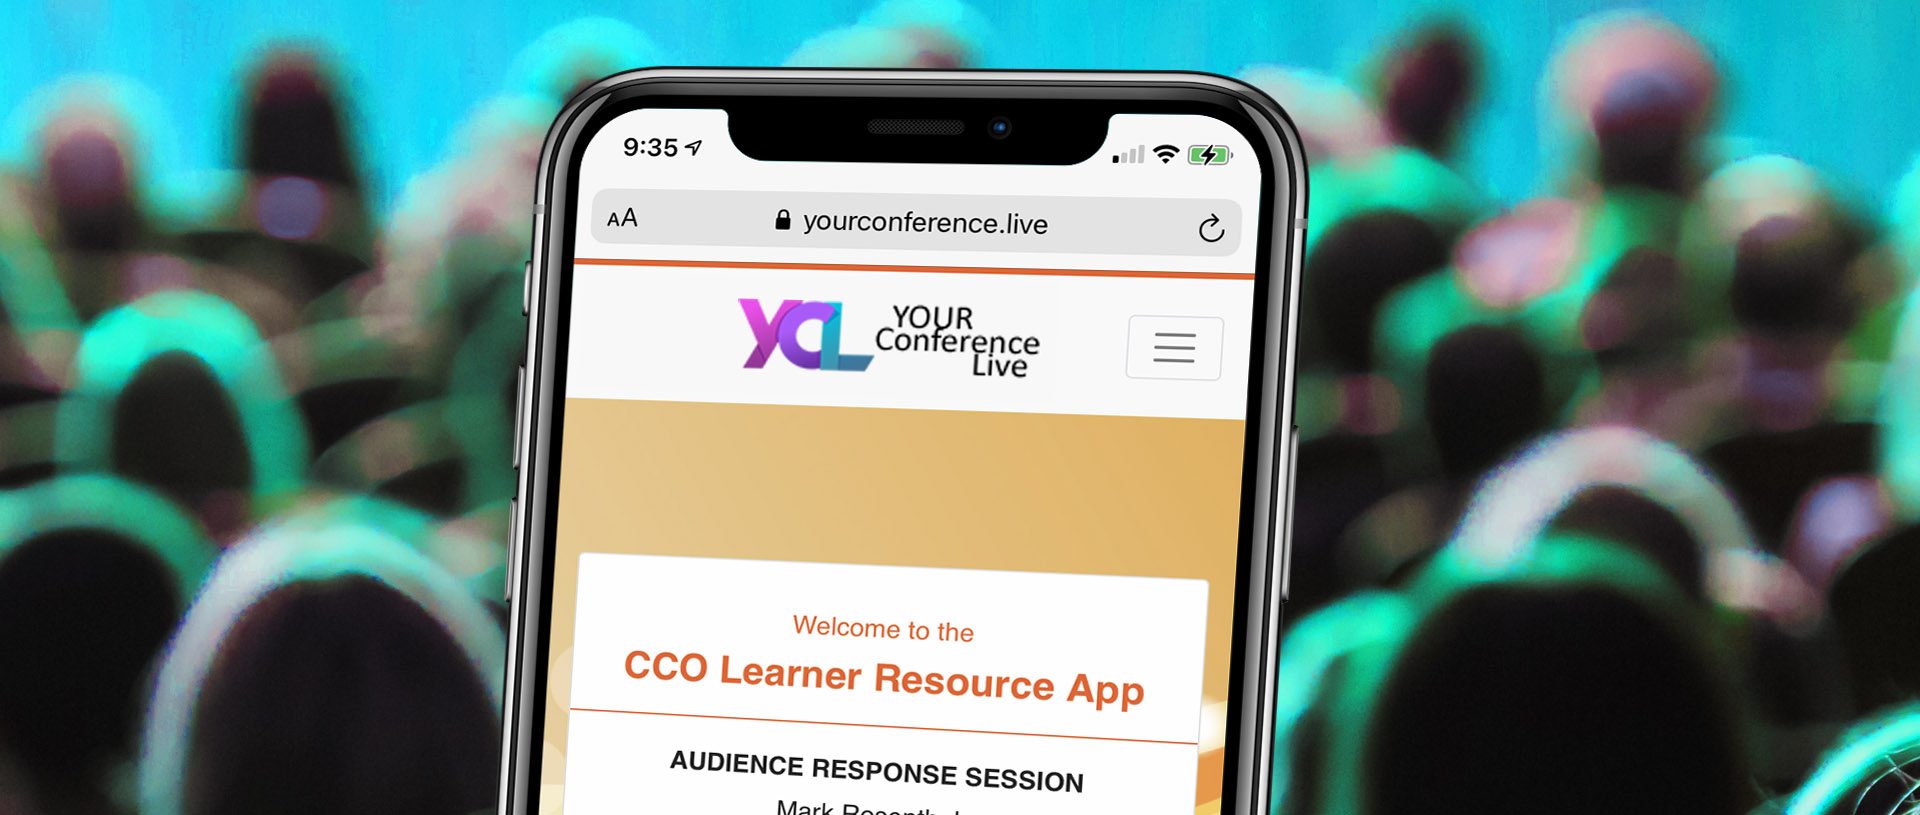 9:35
AA
yourconference.live
YCL
YOUR
Conference
Live
Welcome to the
CCO Learner Resource App
AUDIENCE RESPONSE SESSION
Mark